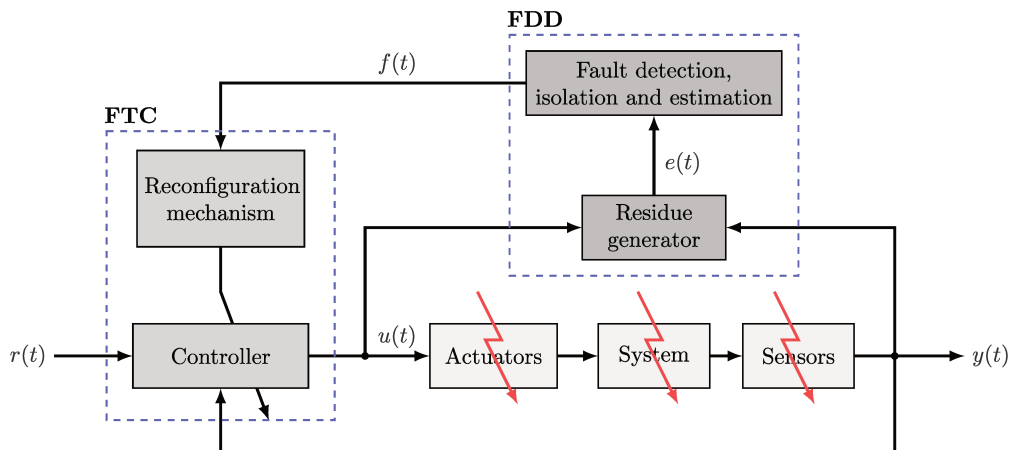 FDD
f(t)
Fault detection,
isolation and estimation
FTC
e(t)
Reconfiguration
mechanism
Residue
generator
r(t)
Controller
u(t)
Actuators
System
Sensors
y(t)